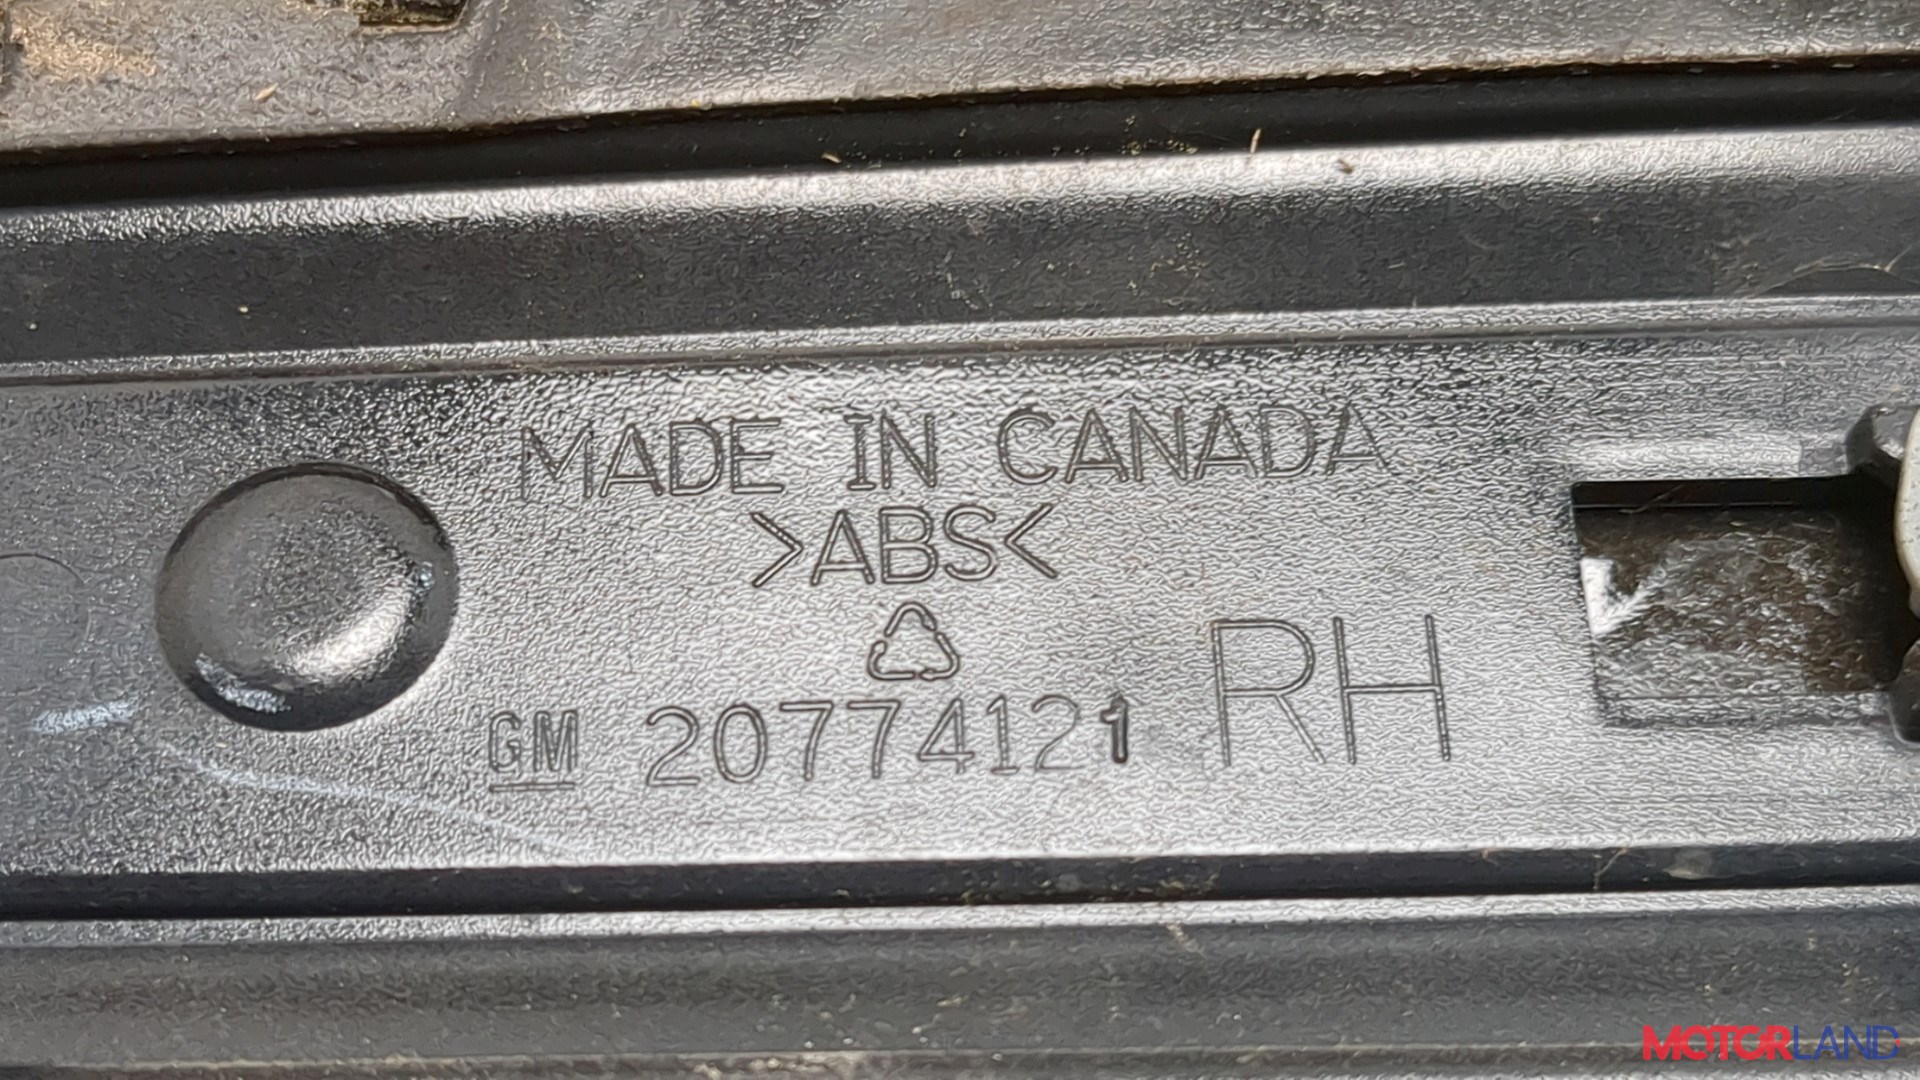 MADE IN CANADA
>ABS<
GM 20774121 RH
MOTORLAND